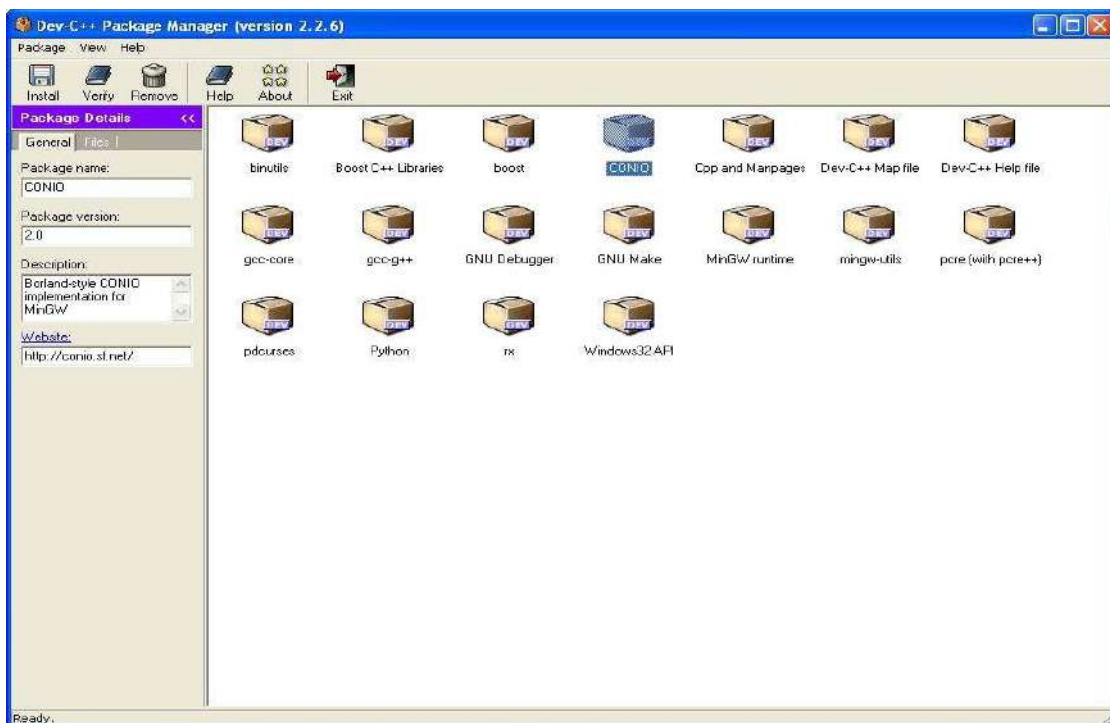 Dev-C++ Package Manager (version 2.2.6)
Package View Help
Install Verify Remove Help About Exit
Package Details <<
General Files
Package name:
CONIO
Package version:
2.0
Description:
Borland-style CONIO
implementation for
MinGW
Website:
http://conio.sf.net/
binutils Boost C++ Libraries boost CONIO Cpp and Manpages Dev-C++ Map file Dev-C++ Help file
gcc-core gcc-g++ GNU Debugger GNU Make MinGW runtime mingw-utils pcre (with pcre++)
pdcurses Python rx Windows32 API
Ready.